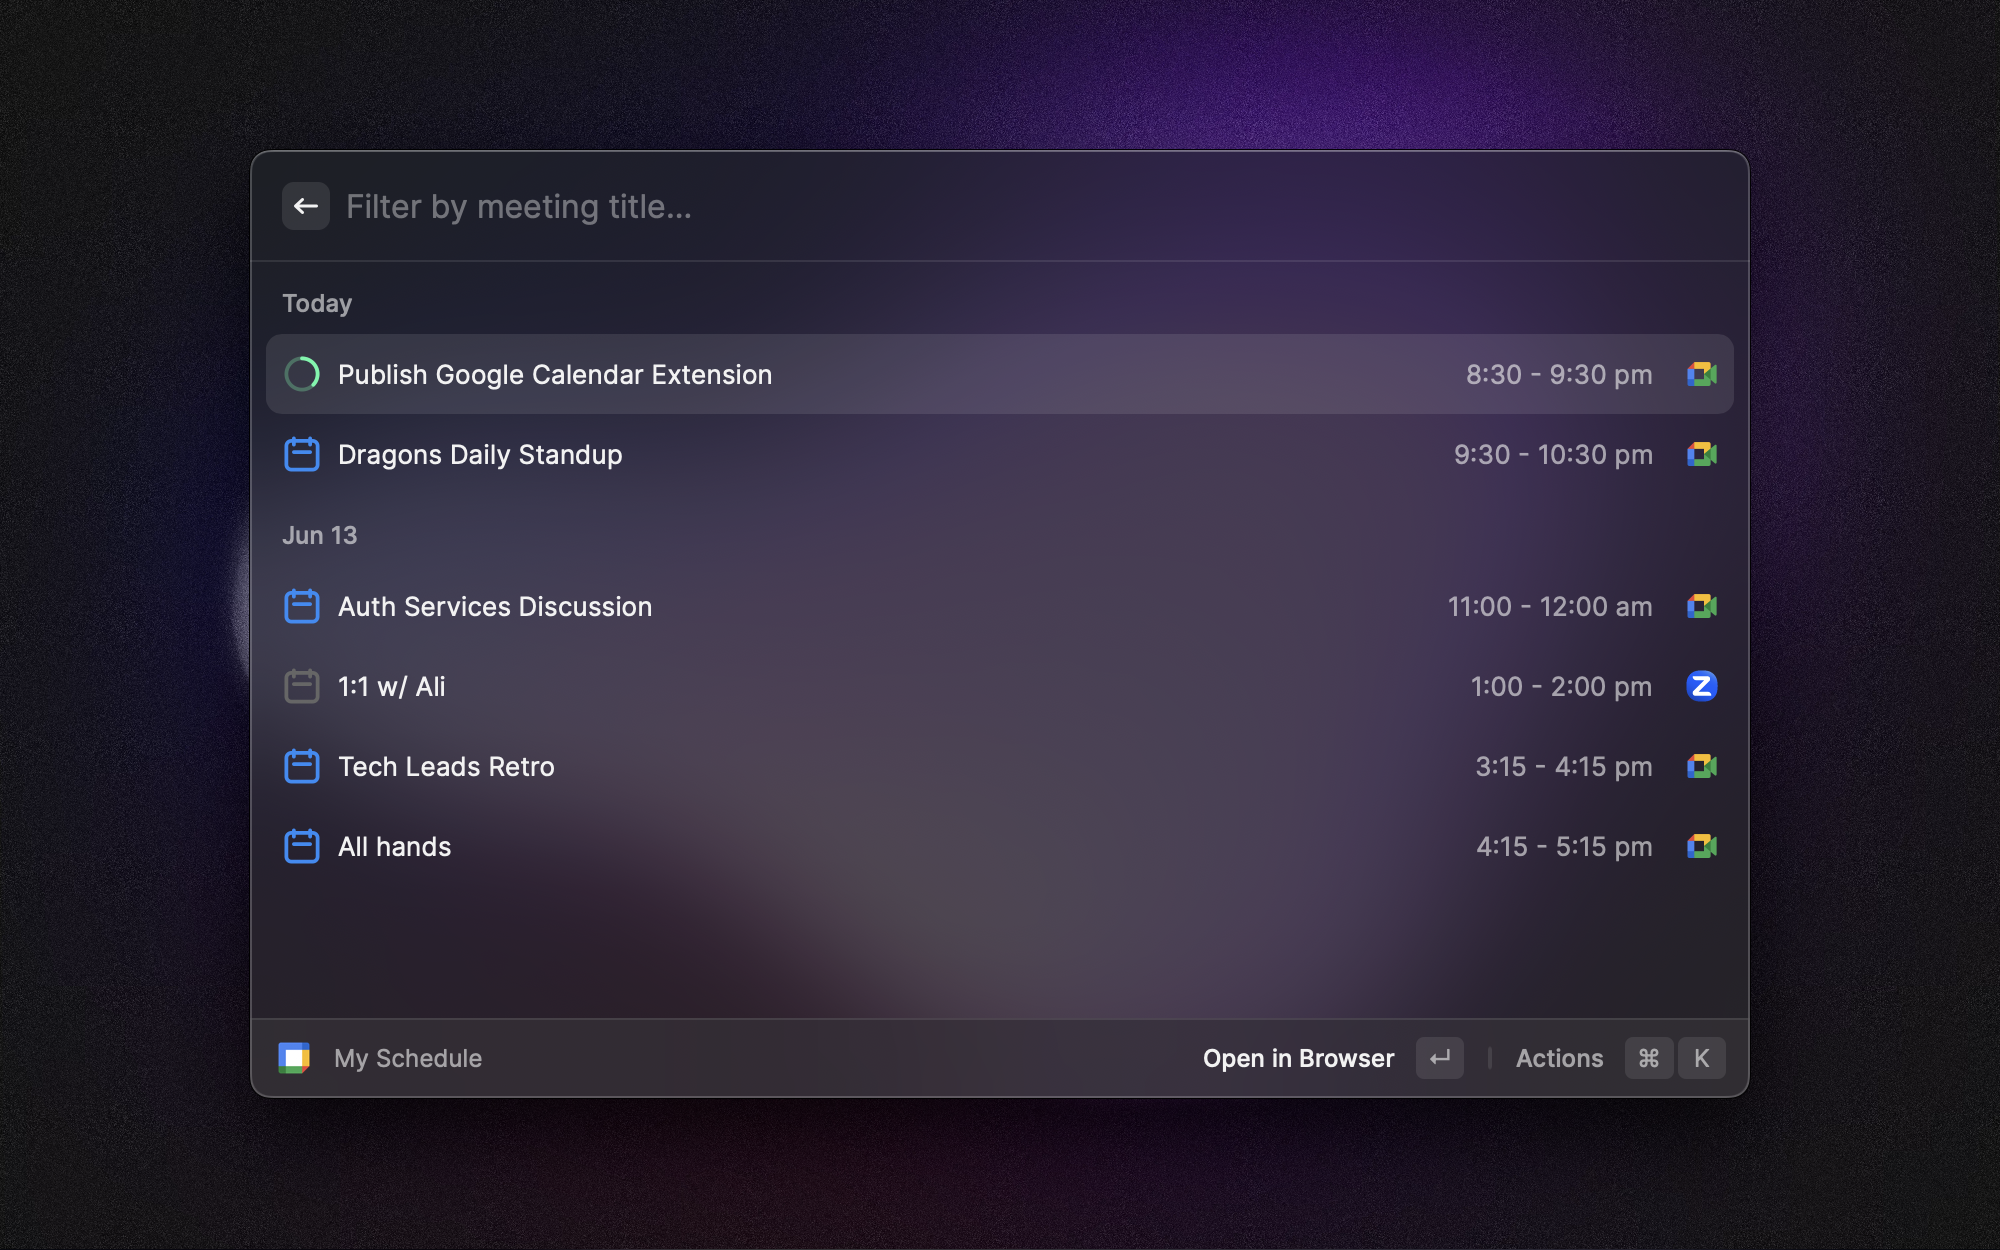 Filter by meeting title...
Today
Publish Google Calendar Extension 8:30 - 9:30 pm
Dragons Daily Standup 9:30 - 10:30 pm
Jun 13
Auth Services Discussion 11:00 - 12:00 am
1:1 w/ Ali 1:00 - 2:00 pm
Tech Leads Retro 3:15 - 4:15 pm
All hands 4:15 - 5:15 pm
My Schedule Open in Browser ↵ Actions ⌘ K